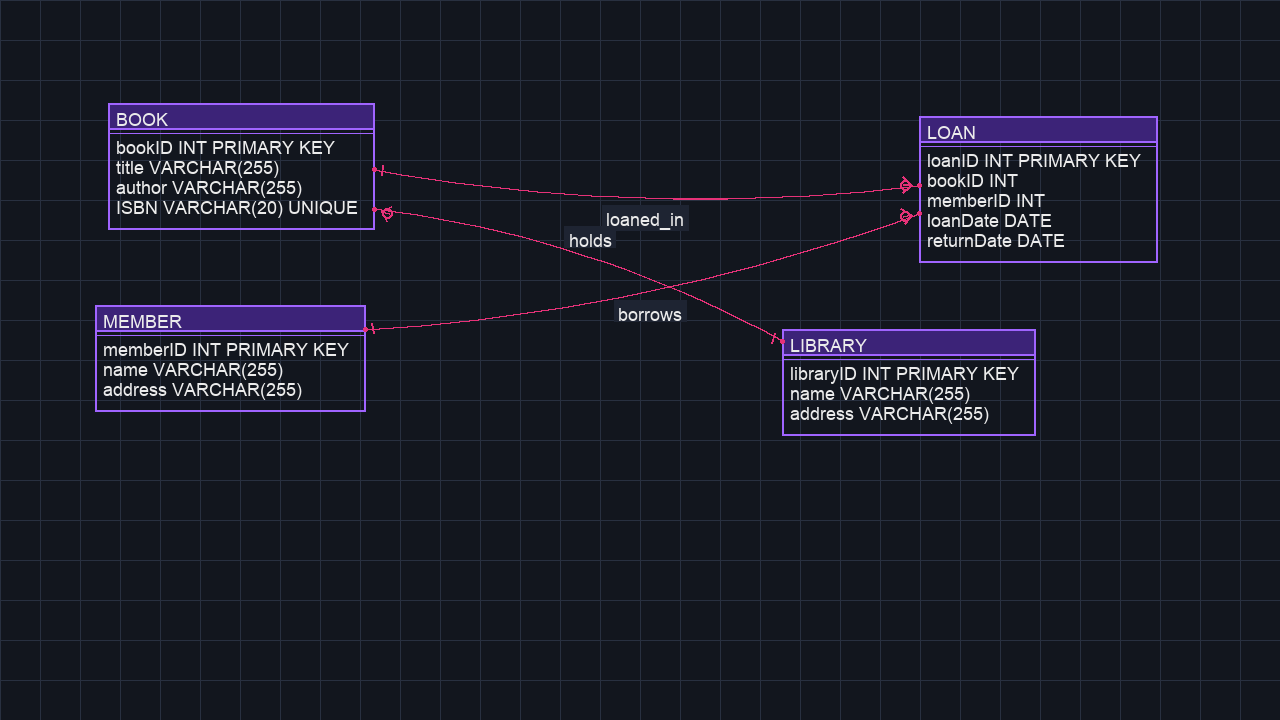 BOOK
bookID INT PRIMARY KEY
title VARCHAR(255)
author VARCHAR(255)
ISBN VARCHAR(20) UNIQUE
LOAN
loanID INT PRIMARY KEY
bookID INT
memberID INT
loanDate DATE
returnDate DATE
loaned_in
holds
borrows
MEMBER
memberID INT PRIMARY KEY
name VARCHAR(255)
address VARCHAR(255)
LIBRARY
libraryID INT PRIMARY KEY
name VARCHAR(255)
address VARCHAR(255)